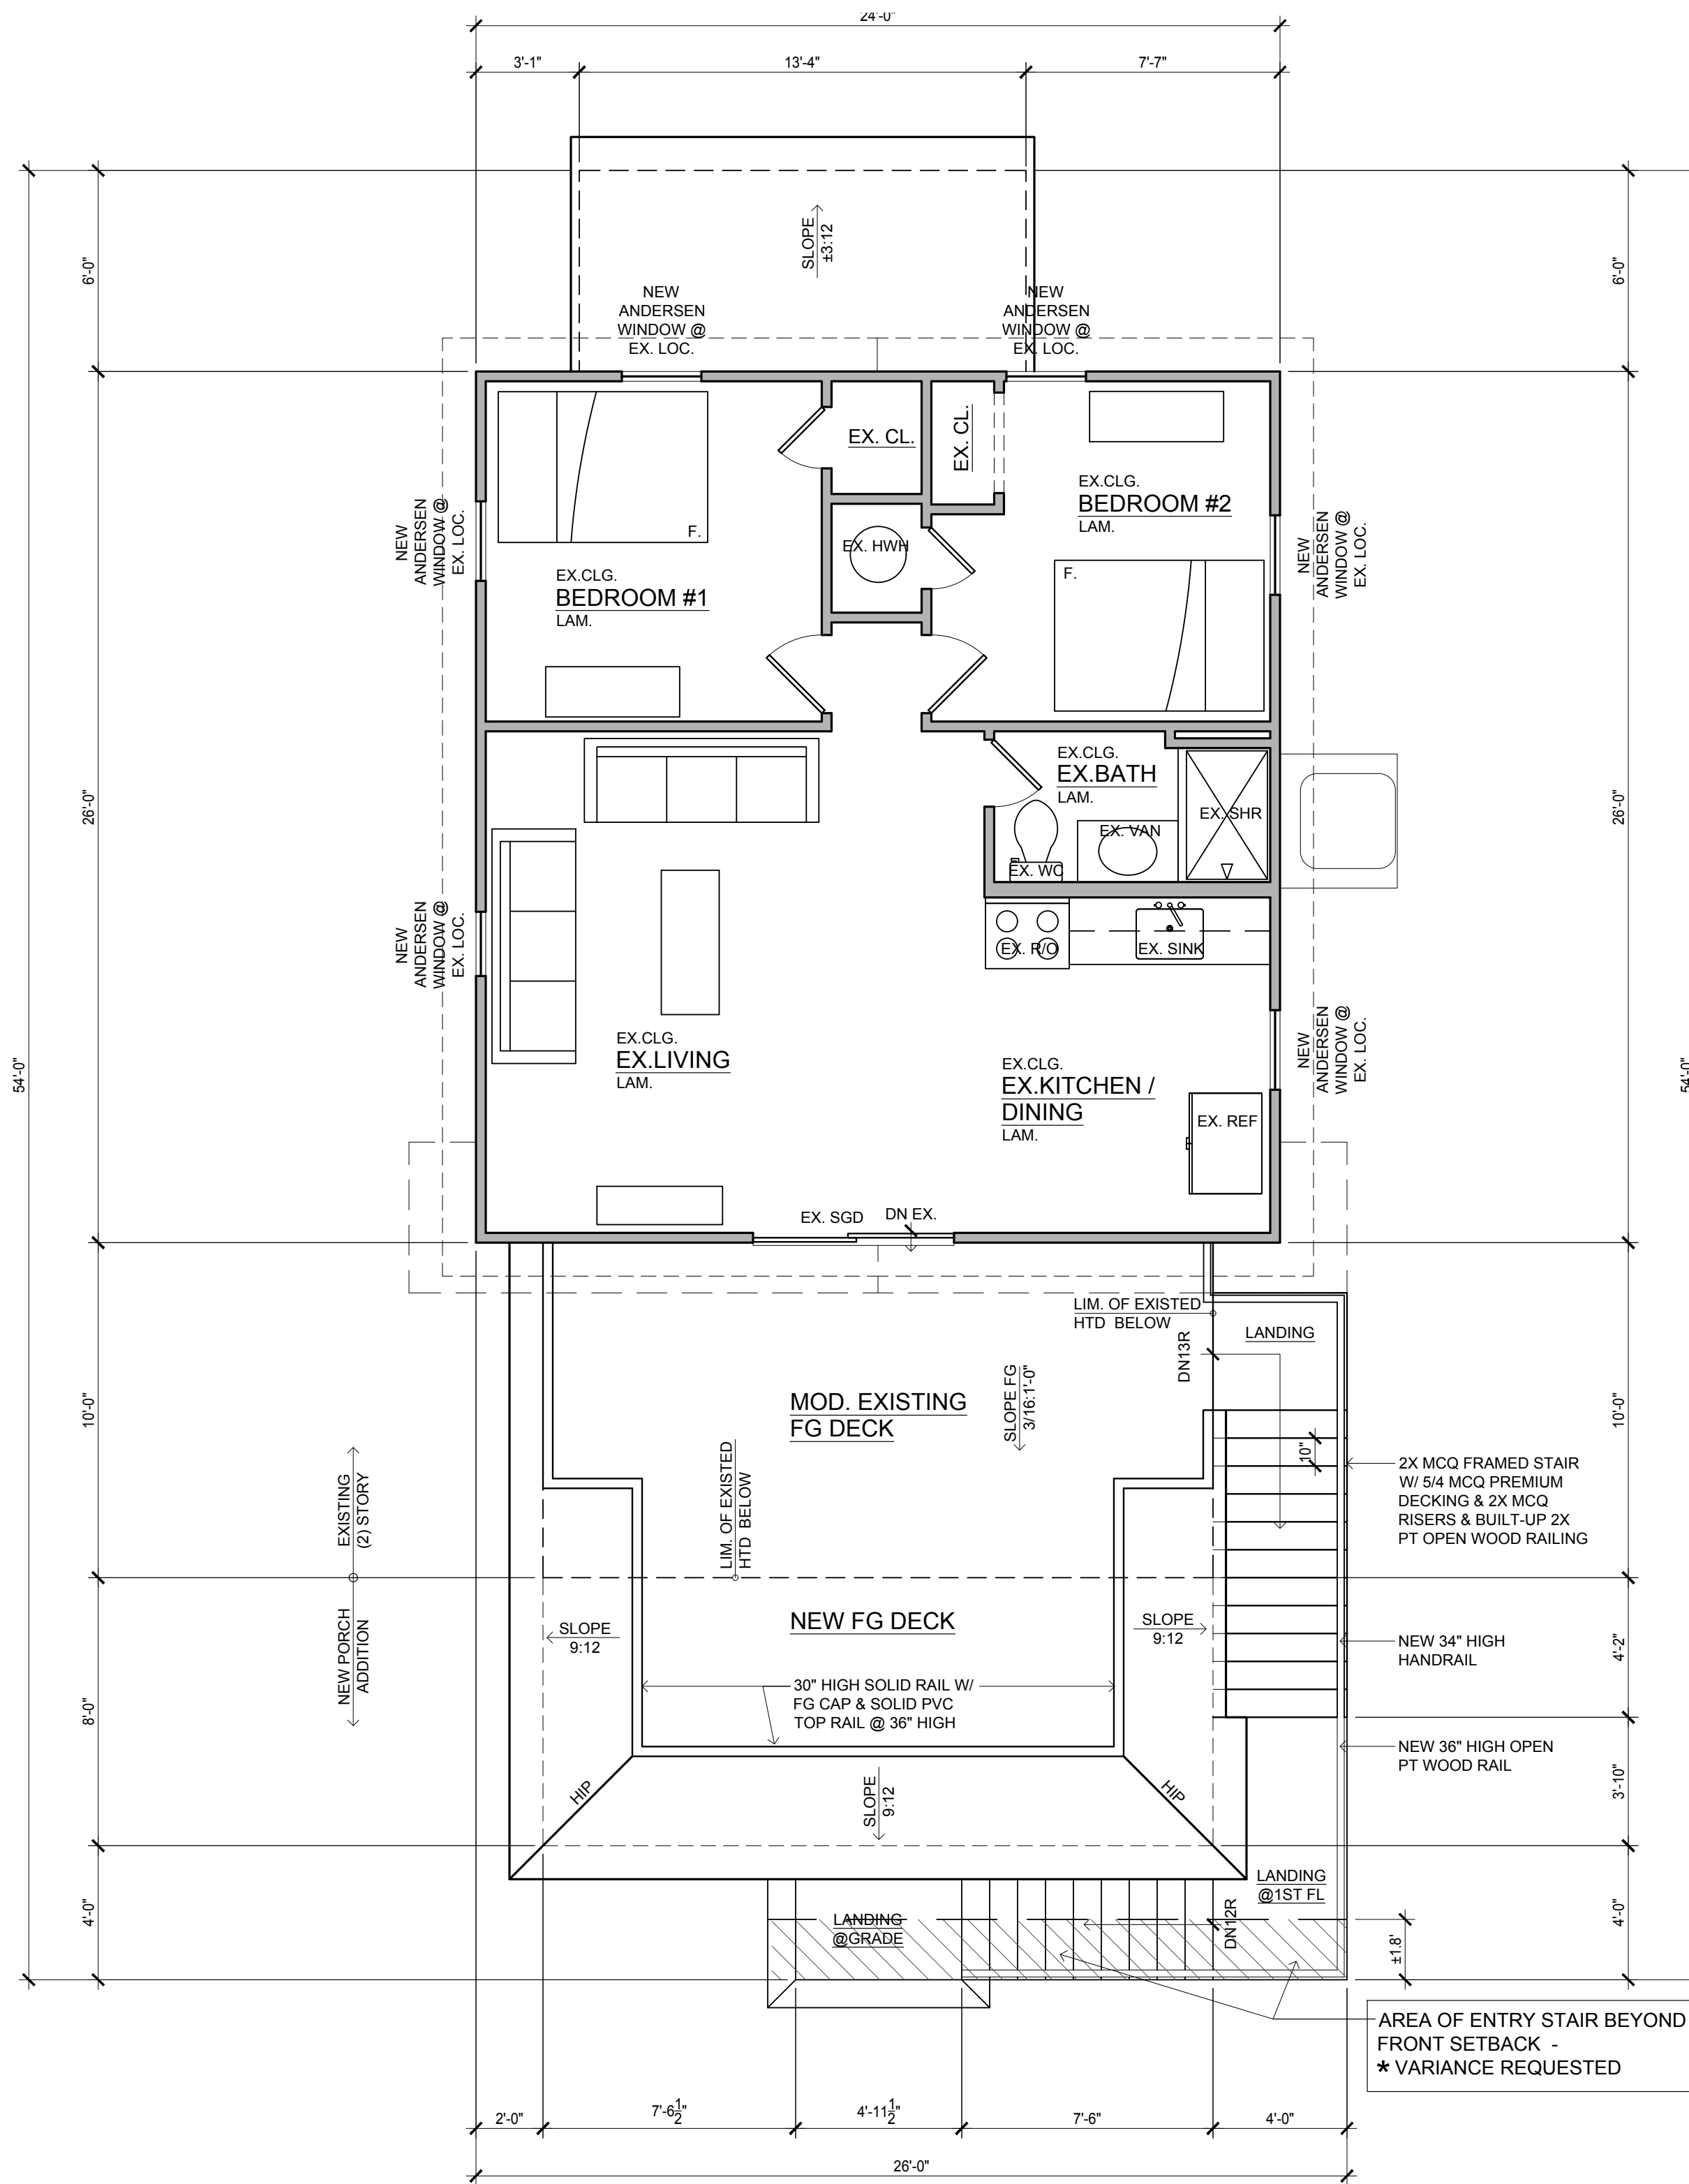 24'-0"
3'-1"
13'-4"
7'-7"
6'-0"
SLOPE
±3:12
6'-0"
NEW
ANDERSEN
WINDOW @
EX. LOC.
NEW
ANDERSEN
WINDOW @
EX. LOC.
EX. CL.
EX. CL.
EX.CLG.
BEDROOM #2
LAM.
NEW
ANDERSEN
WINDOW @
EX. LOC.
F.
EX. HWH
NEW
ANDERSEN
WINDOW @
EX. LOC.
EX.CLG.
BEDROOM #1
LAM.
F.
EX.CLG.
EX.BATH
LAM.
EX. SHR
EX. VAN
EX. WC
26'-0"
26'-0"
NEW
ANDERSEN
WINDOW @
EX. LOC.
EX. R/O
EX. SINK
EX.CLG.
EX.LIVING
LAM.
EX.CLG.
EX.KITCHEN /
DINING
LAM.
NEW
ANDERSEN
WINDOW @
EX. LOC.
54'-0"
54'-0"
EX. REF
EX. SGD
DN EX.
LIM. OF EXISTED
HTD BELOW
LANDING
DN13R
10'-0"
MOD. EXISTING
FG DECK
SLOPE FG
3/16:1'-0"
10'-0"
10"
2X MCQ FRAMED STAIR
W/ 5/4 MCQ PREMIUM
DECKING & 2X MCQ
RISERS & BUILT-UP 2X
PT OPEN WOOD RAILING
EXISTING
(2) STORY
LIM. OF EXISTED
HTD BELOW
NEW PORCH
ADDITION
SLOPE
9:12
NEW FG DECK
SLOPE
9:12
NEW 34" HIGH
HANDRAIL
4'-2"
8'-0"
30" HIGH SOLID RAIL W/
FG CAP & SOLID PVC
TOP RAIL @ 36" HIGH
NEW 36" HIGH OPEN
PT WOOD RAIL
HIP
SLOPE
9:12
HIP
3'-10"
4'-0"
LANDING
@GRADE
DN12R
LANDING
@1ST FL
±1.8'
4'-0"
AREA OF ENTRY STAIR BEYOND
FRONT SETBACK -
* VARIANCE REQUESTED
2'-0"
7'-6 1/2"
4'-11 1/2"
7'-6"
4'-0"
26'-0"